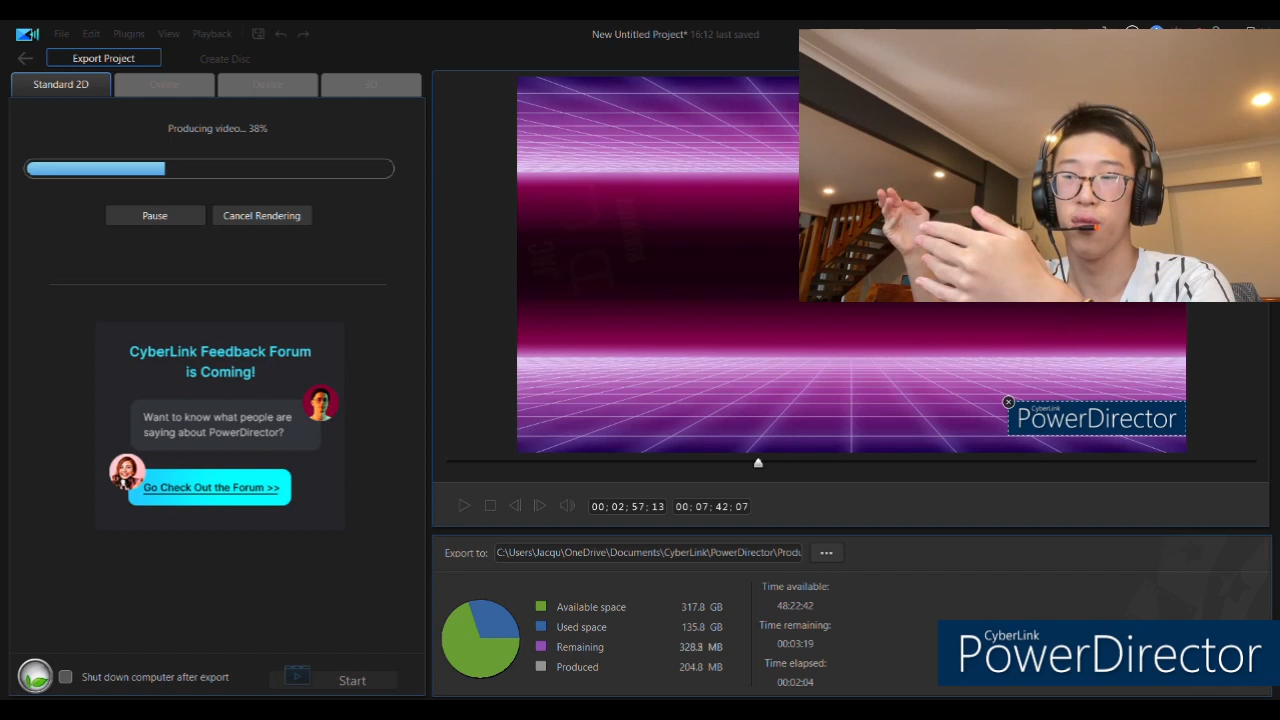 File Edit Plugins View Playback
New Untitled Project* 16:12 last saved
Export Project
Create Disc
Standard 2D
Online
Device
3D
Producing video... 38%
Pause
Cancel Rendering
CyberLink Feedback Forum
is Coming!
Want to know what people are
saying about PowerDirector?
Go Check Out the Forum >>
CyberLink
PowerDirector
00; 02; 57; 13
00; 07; 42; 07
Export to: C:\Users\Jacqu\OneDrive\Documents\CyberLink\PowerDirector\Produ
Available space 317.8 GB
Used space 135.8 GB
Remaining 328.3 MB
Produced 204.8 MB
Time available:
48:22:42
Time remaining:
00:03:19
Time elapsed:
00:02:04
CyberLink
PowerDirector
Shut down computer after export
Start